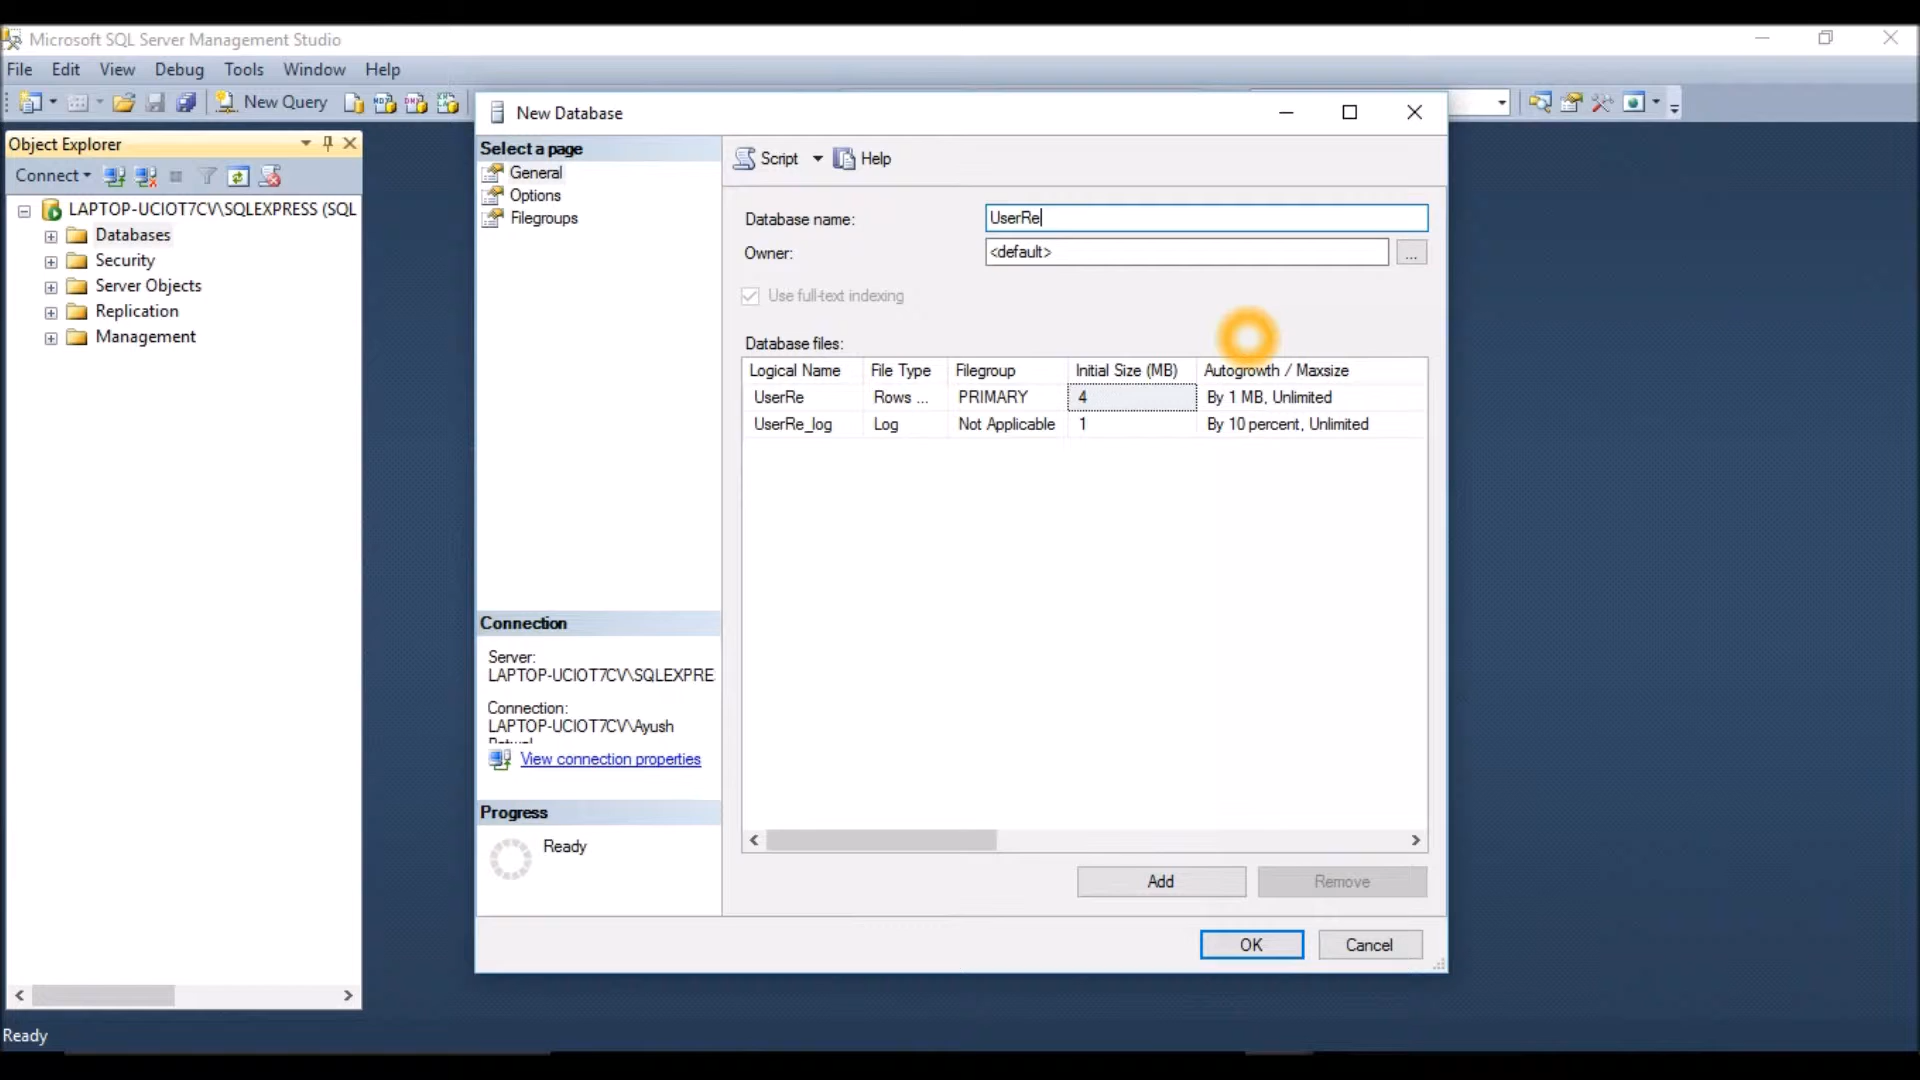 Microsoft SQL Server Management Studio
File Edit View Debug Tools Window Help
New Query
Object Explorer
Connect
LAPTOP-UCIOT7CV\SQLEXPRESS (SQL
Databases
Security
Server Objects
Replication
Management
New Database
Select a page
General
Options
Filegroups
Connection
Server:
LAPTOP-UCIOT7CV\SQLEXPRE
Connection:
LAPTOP-UCIOT7CV\Ayush
View connection properties
Progress
Ready
Script Help
Database name: UserRe
Owner: <default> ...
Use full-text indexing
Database files:
Logical Name File Type Filegroup Initial Size (MB) Autogrowth / Maxsize
UserRe Rows ... PRIMARY 4 By 1 MB, Unlimited
UserRe_log Log Not Applicable 1 By 10 percent, Unlimited
Add Remove
OK Cancel
Ready